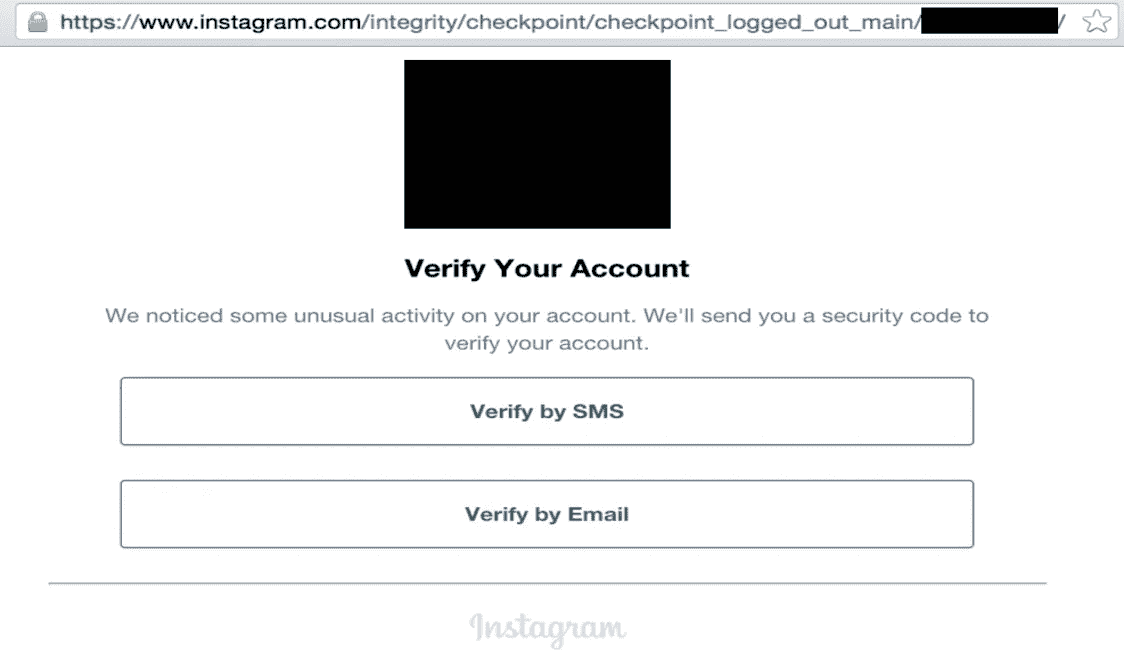 https://www.instagram.com/integrity/checkpoint/checkpoint_logged_out_main/ /
Verify Your Account
We noticed some unusual activity on your account. We'll send you a security code to
verify your account.
Verify by SMS
Verify by Email
Instagram